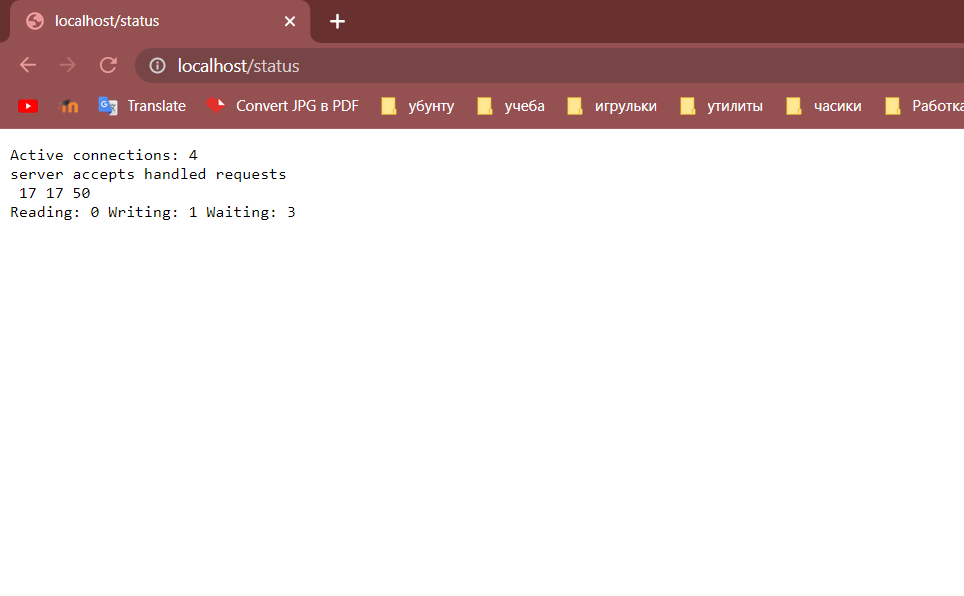 localhost/status
localhost/status
Translate Convert JPG в PDF убунту учеба игрульки утилиты часики Работка
Active connections: 4
server accepts handled requests
17 17 50
Reading: 0 Writing: 1 Waiting: 3